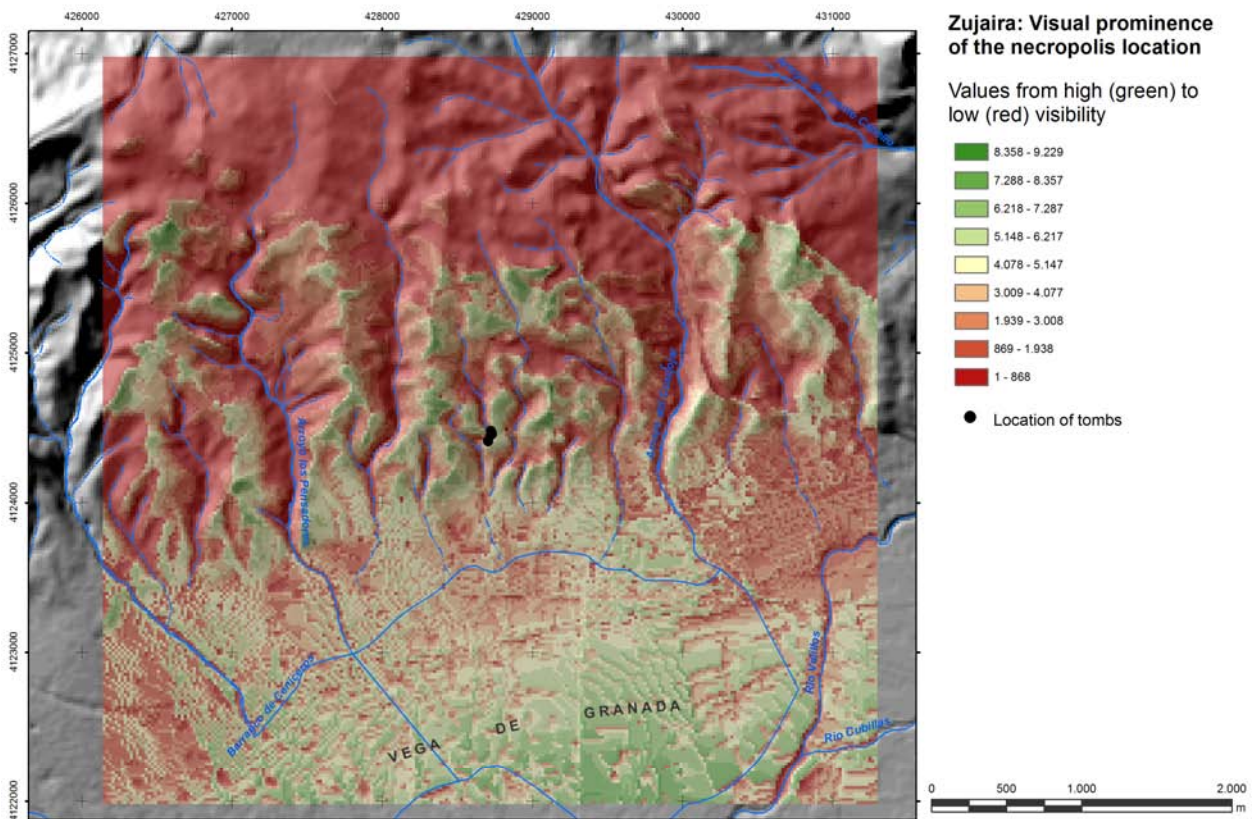 Zujaira: Visual prominence
of the necropolis location
Values from high (green) to
low (red) visibility
8.358 - 9.229
7.288 - 8.357
6.218 - 7.287
5.148 - 6.217
4.078 - 5.147
3.009 - 4.077
1.939 - 3.008
869 - 1.938
1 - 868
Location of tombs
426000 427000 428000 429000 430000 431000
4127000
4126000
4125000
4124000
4123000
4122000
Arroyo los Pensadores
Barranco de
Río Velillos
Río Cubillas
VEGA DE GRANADA
0 500 1.000 2.000
m